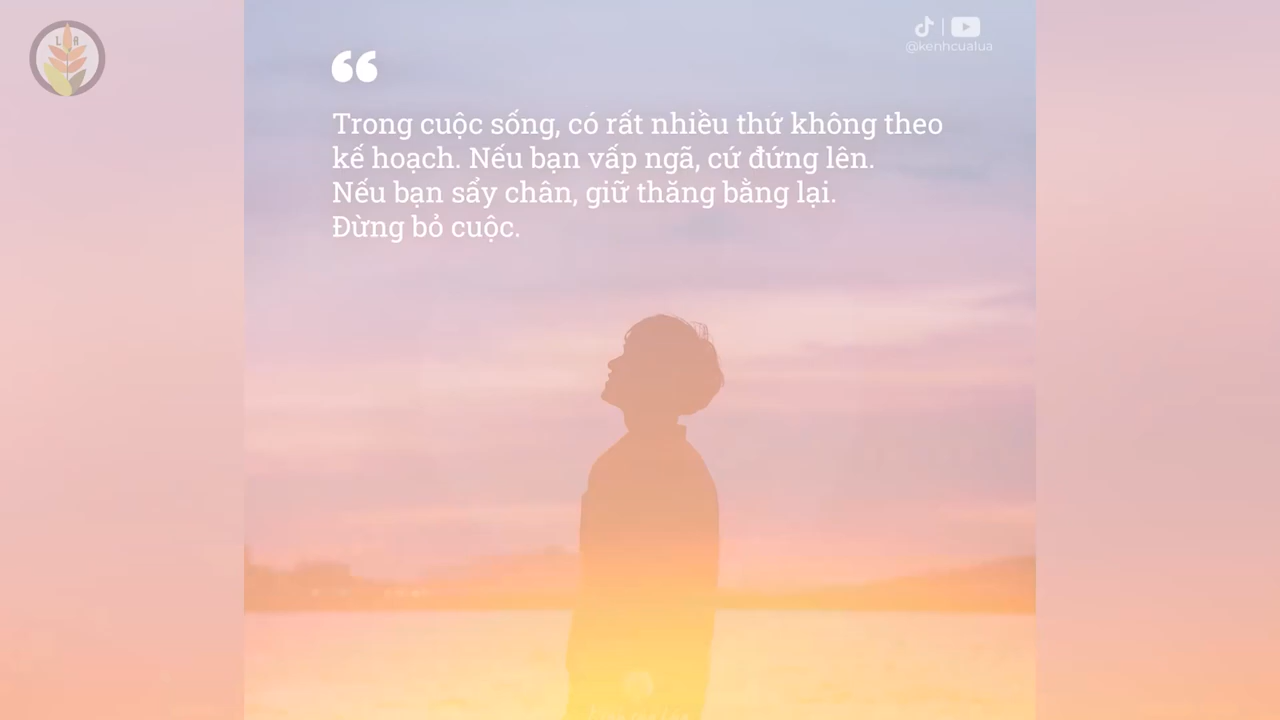 L A
@kenhcualua
❝
Trong cuộc sống, có rất nhiều thứ không theo
kế hoạch. Nếu bạn vấp ngã, cứ đứng lên.
Nếu bạn sẩy chân, giữ thăng bằng lại.
Đừng bỏ cuộc.